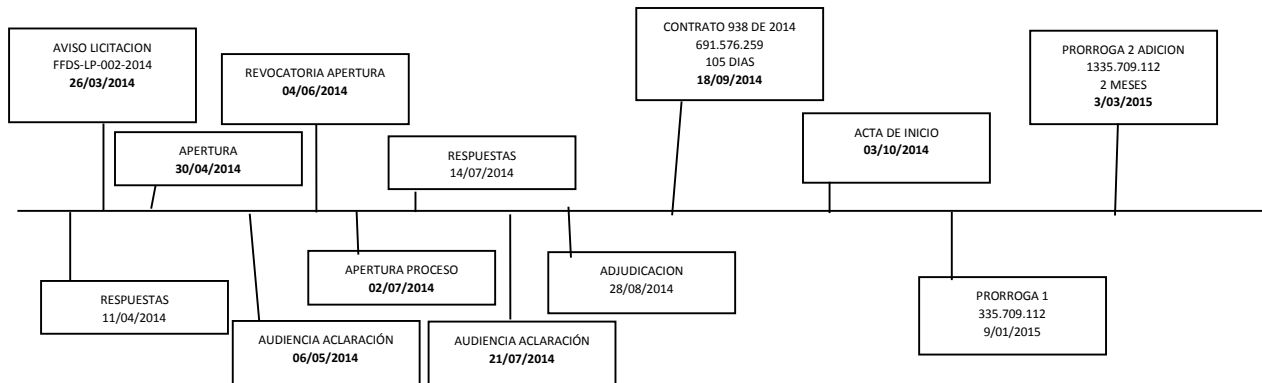 AVISO LICITACION
FFDS-LP-002-2014
26/03/2014
REVOCATORIA APERTURA
04/06/2014
CONTRATO 938 DE 2014
691.576.259
105 DIAS
18/09/2014
PRORROGA 2 ADICION
1335.709.112
2 MESES
3/03/2015
APERTURA
30/04/2014
RESPUESTAS
14/07/2014
ACTA DE INICIO
03/10/2014
RESPUESTAS
11/04/2014
APERTURA PROCESO
02/07/2014
ADJUDICACION
28/08/2014
PRORROGA 1
335.709.112
9/01/2015
AUDIENCIA ACLARACIÓN
06/05/2014
AUDIENCIA ACLARACIÓN
21/07/2014